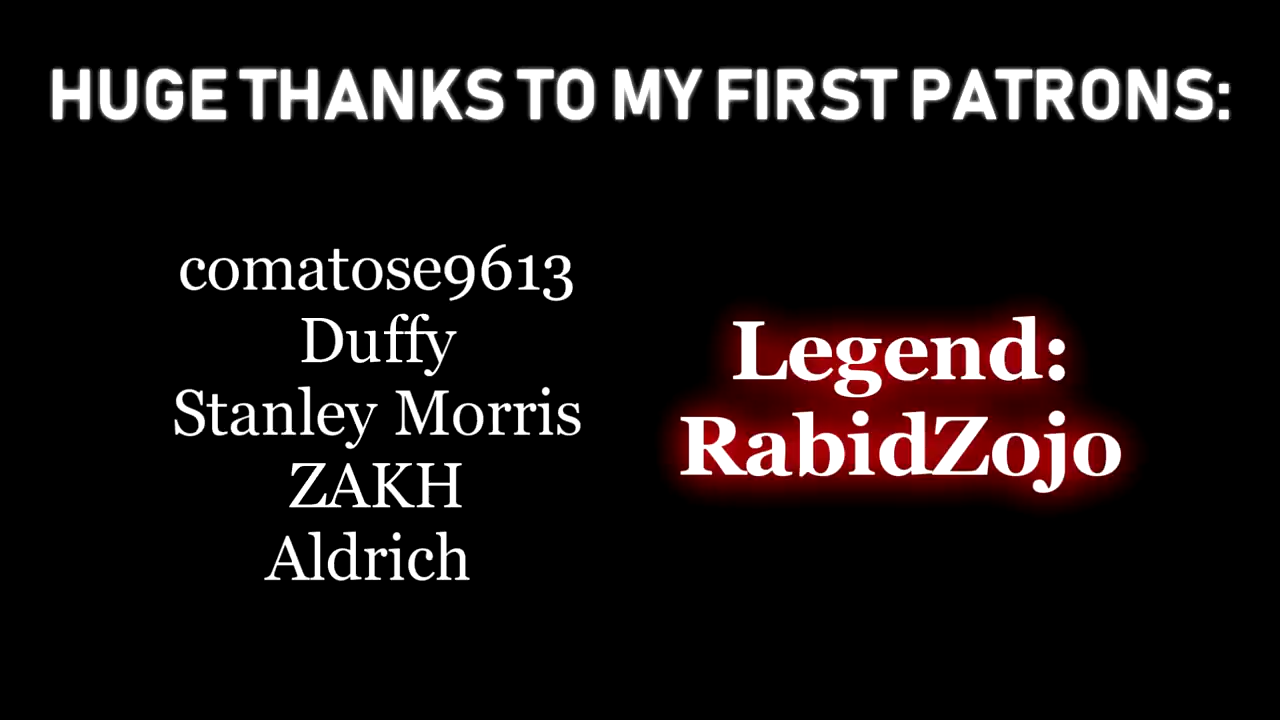 HUGE THANKS TO MY FIRST PATRONS:
comatose9613
Duffy
Stanley Morris
ZAKH
Aldrich
Legend:
RabidZojo